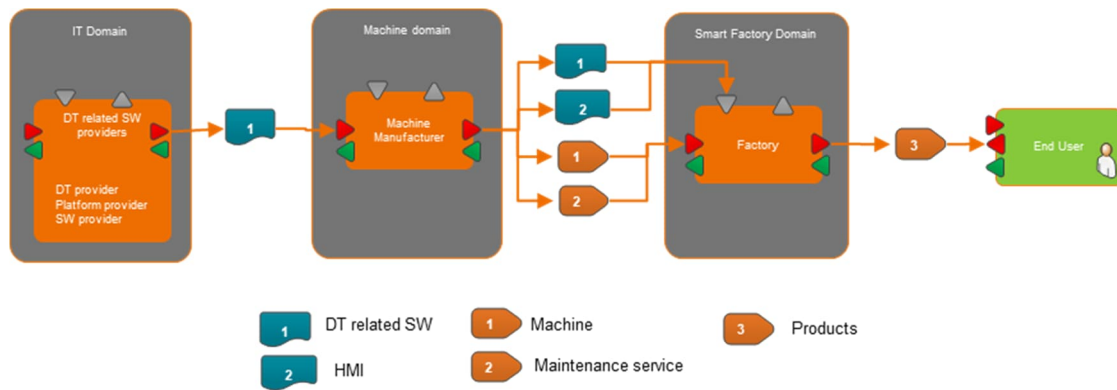 IT Domain
DT related SW
providers
DT provider
Platform provider
SW provider
1
Machine domain
Machine
Manufacturer
1
2
1
2
Smart Factory Domain
Factory
3
End User
1 DT related SW
2 HMI
1 Machine
2 Maintenance service
3 Products